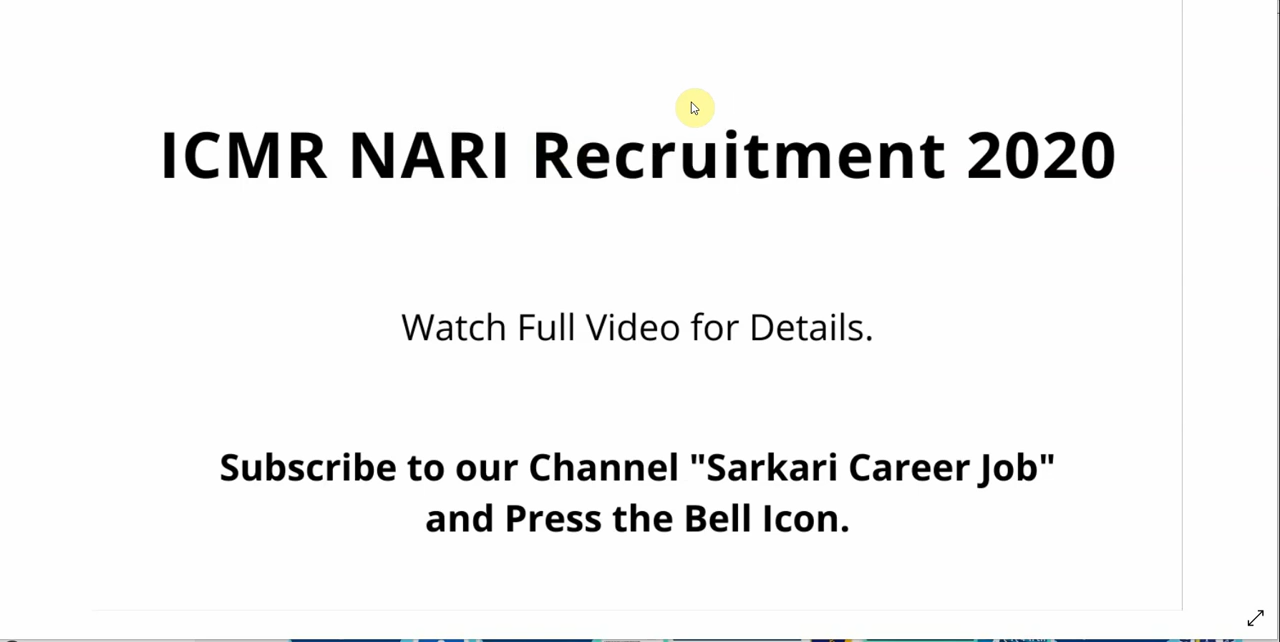 ICMR NARI Recruitment 2020
Watch Full Video for Details.
Subscribe to our Channel "Sarkari Career Job"
and Press the Bell Icon.